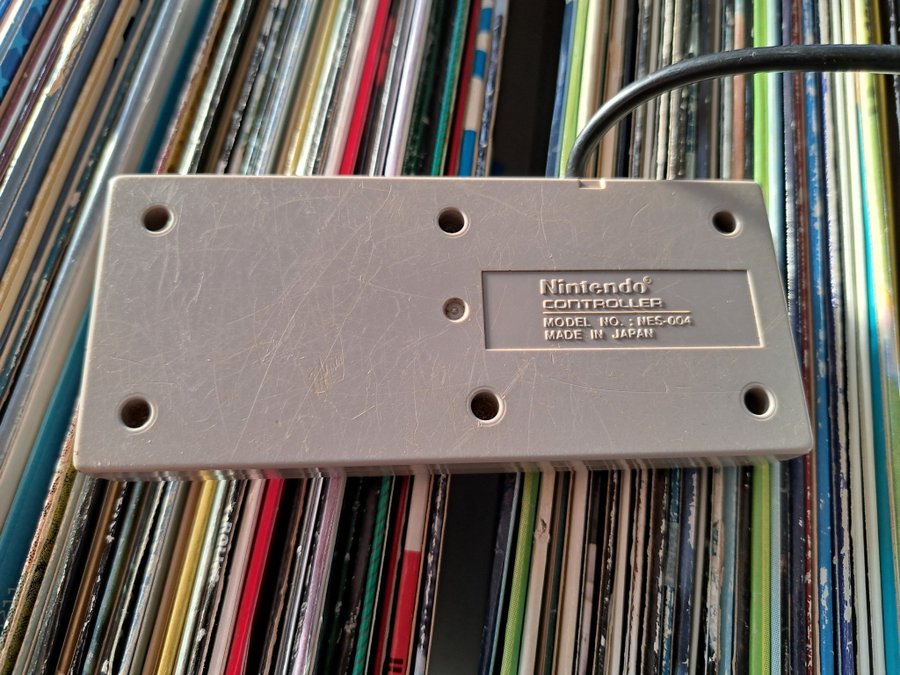 Nintendo®
CONTROLLER
MODEL NO.: NES-004
MADE IN JAPAN